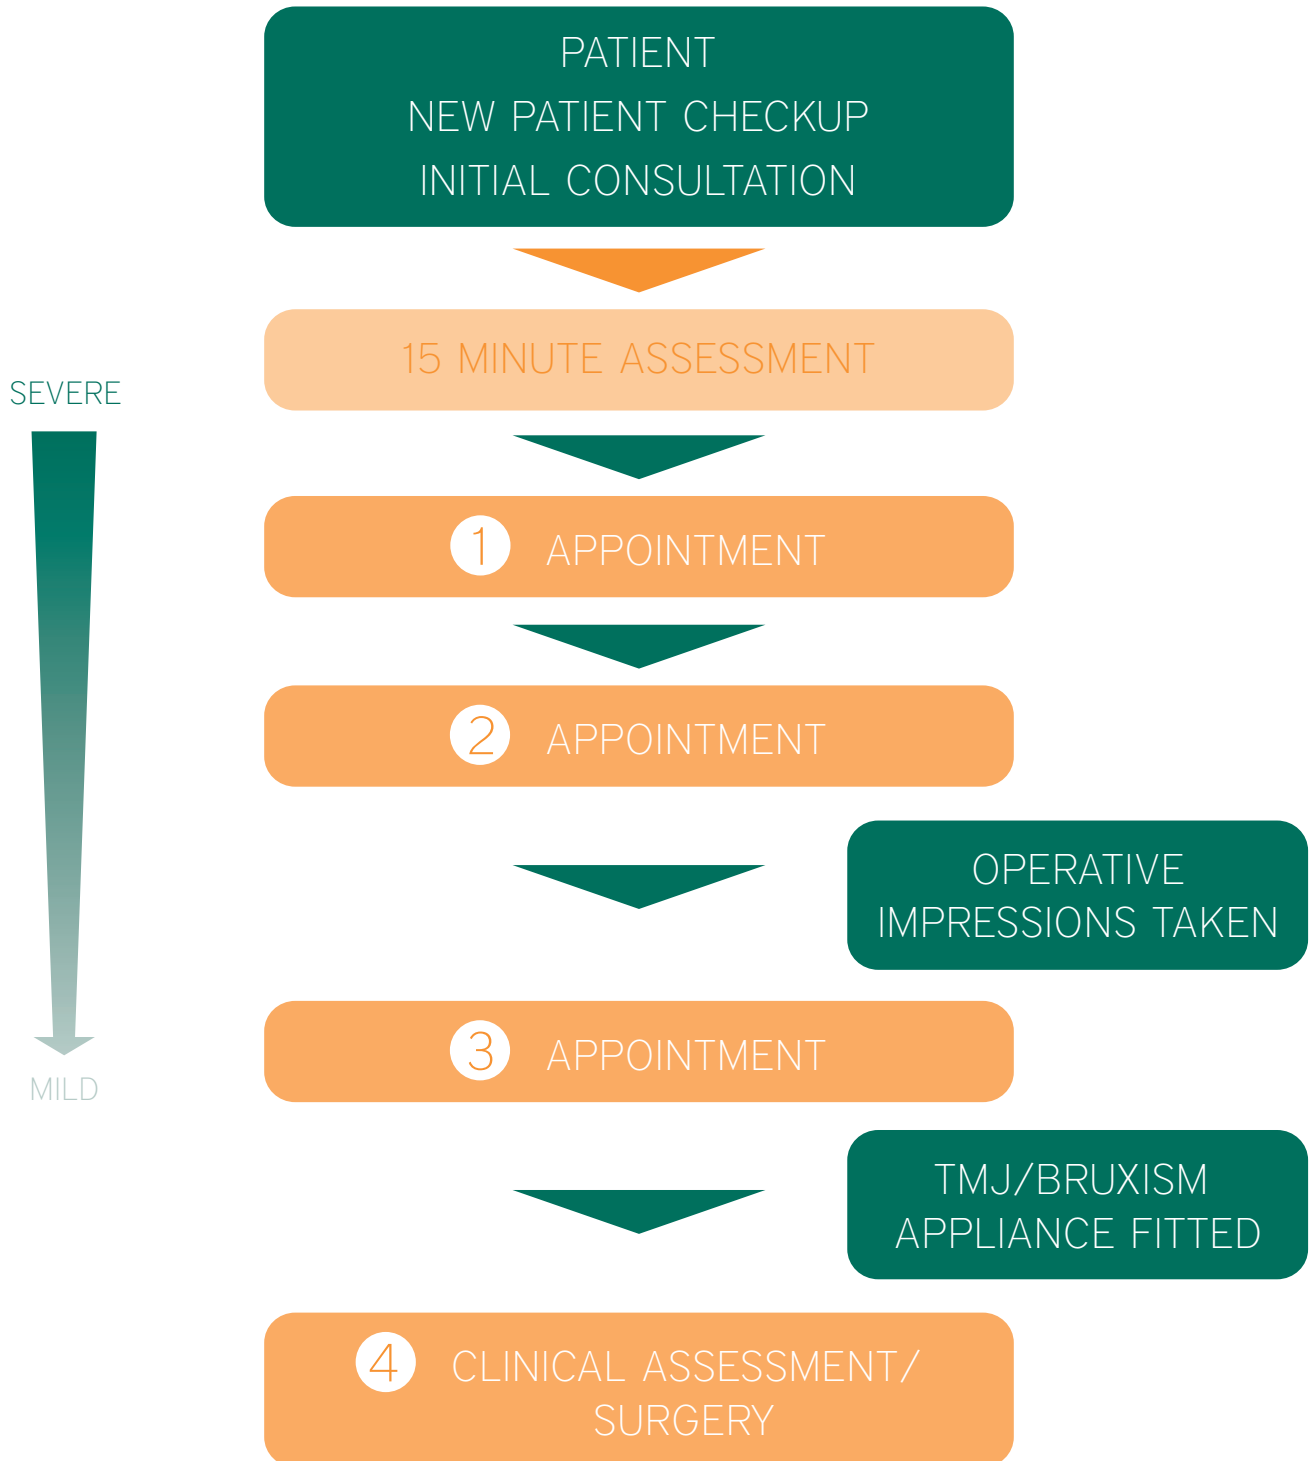 PATIENT
NEW PATIENT CHECKUP
INITIAL CONSULTATION
15 MINUTE ASSESSMENT
SEVERE
1 APPOINTMENT
2 APPOINTMENT
OPERATIVE
IMPRESSIONS TAKEN
3 APPOINTMENT
MILD
TMJ/BRUXISM
APPLIANCE FITTED
4 CLINICAL ASSESSMENT/
SURGERY